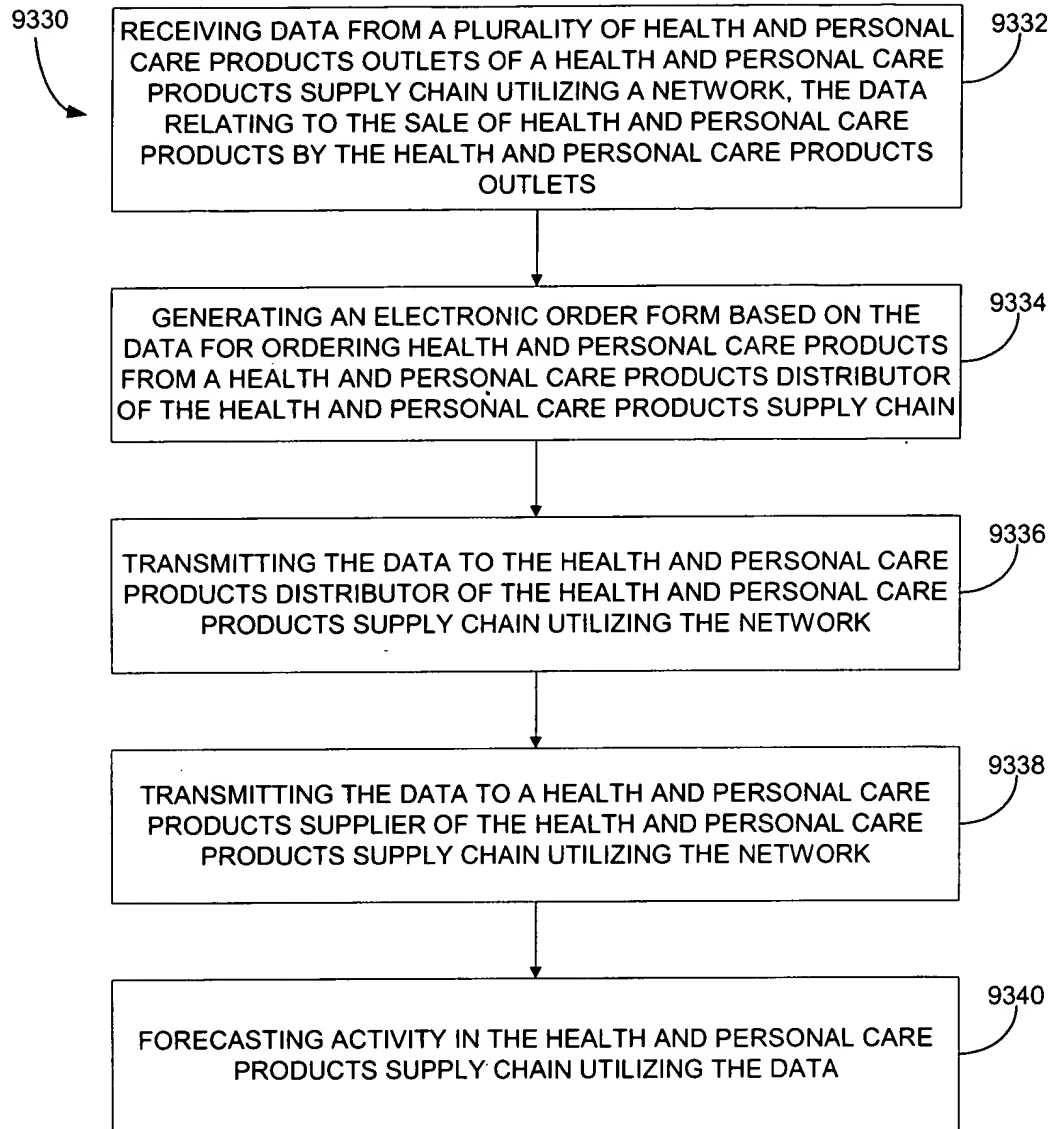 9330
RECEIVING DATA FROM A PLURALITY OF HEALTH AND PERSONAL
CARE PRODUCTS OUTLETS OF A HEALTH AND PERSONAL CARE
PRODUCTS SUPPLY CHAIN UTILIZING A NETWORK, THE DATA
RELATING TO THE SALE OF HEALTH AND PERSONAL CARE
PRODUCTS BY THE HEALTH AND PERSONAL CARE PRODUCTS
OUTLETS
9332
GENERATING AN ELECTRONIC ORDER FORM BASED ON THE
DATA FOR ORDERING HEALTH AND PERSONAL CARE PRODUCTS
FROM A HEALTH AND PERSONAL CARE PRODUCTS DISTRIBUTOR
OF THE HEALTH AND PERSONAL CARE PRODUCTS SUPPLY CHAIN
9334
TRANSMITTING THE DATA TO THE HEALTH AND PERSONAL CARE
PRODUCTS DISTRIBUTOR OF THE HEALTH AND PERSONAL CARE
PRODUCTS SUPPLY CHAIN UTILIZING THE NETWORK
9336
TRANSMITTING THE DATA TO A HEALTH AND PERSONAL CARE
PRODUCTS SUPPLIER OF THE HEALTH AND PERSONAL CARE
PRODUCTS SUPPLY CHAIN UTILIZING THE NETWORK
9338
FORECASTING ACTIVITY IN THE HEALTH AND PERSONAL CARE
PRODUCTS SUPPLY CHAIN UTILIZING THE DATA
9340